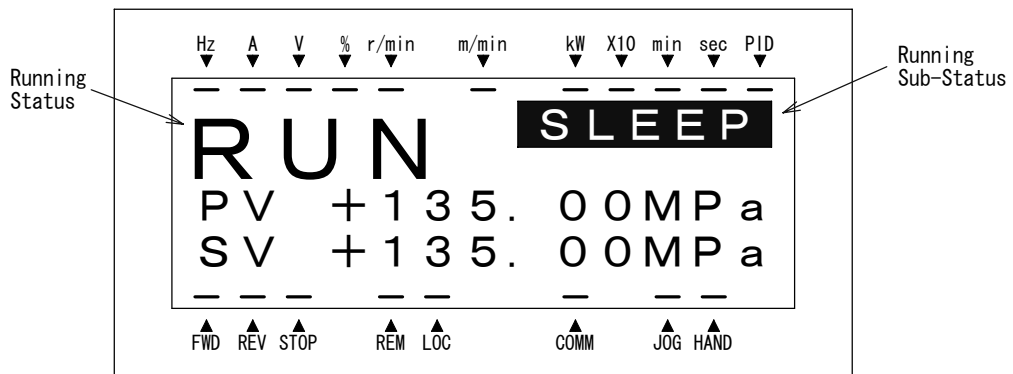 Hz A V % r/min m/min kW X10 min sec PID
Running
Status
Running
Sub-Status
SLEEP
RUN
PV +135. 00MPa
SV +135. 00MPa
FWD REV STOP REM LOC COMM JOG HAND